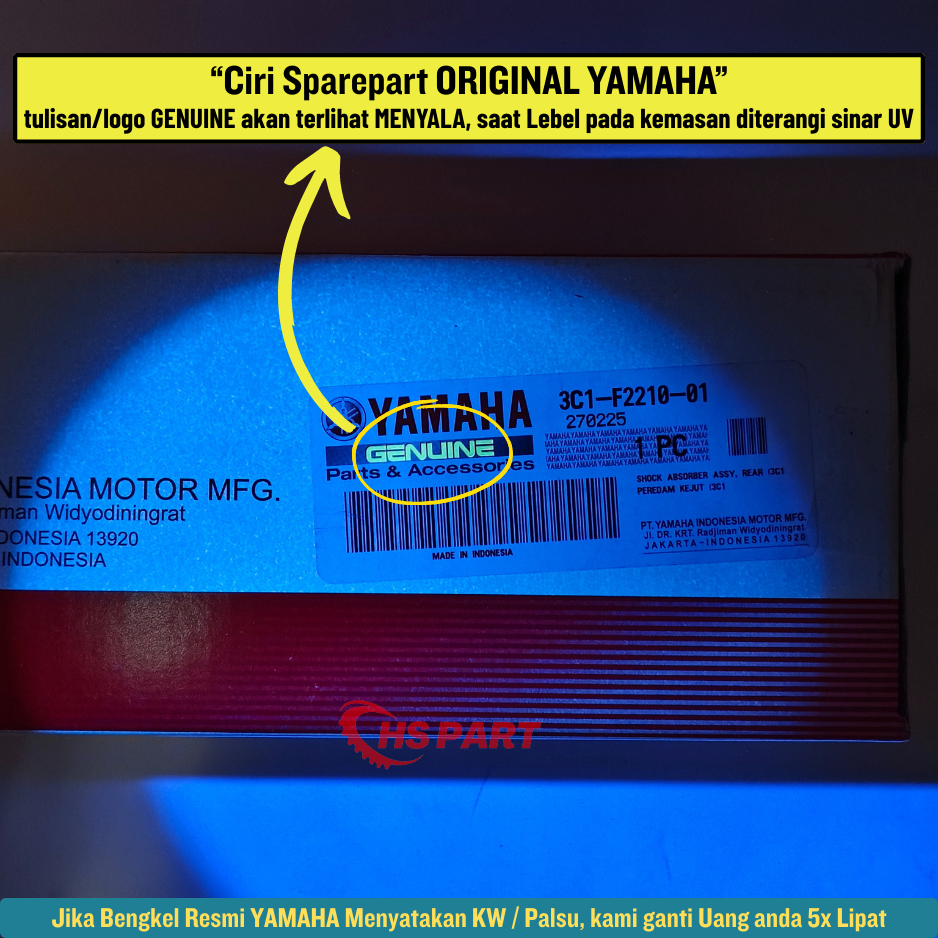 “Ciri Sparepart ORIGINAL YAMAHA”
tulisan/logo GENUINE akan terlihat MENYALA, saat Lebel pada kemasan diterangi sinar UV
YAMAHA
GENUINE
Parts & Accessories
3C1-F2210-01
270225
1 PC
SHOCK ABSORBER ASSY, REAR (3C1
PEREDAM KEJUT (3C1
MADE IN INDONESIA
PT. YAMAHA INDONESIA MOTOR MFG.
Jl. DR. KRT. Radjiman Widyodiningrat
JAKARTA-INDONESIA 13920
NESIA MOTOR MFG.
iman Widyodiningrat
DONESIA 13920
INDONESIA
HS PART
Jika Bengkel Resmi YAMAHA Menyatakan KW / Palsu, kami ganti Uang anda 5x Lipat